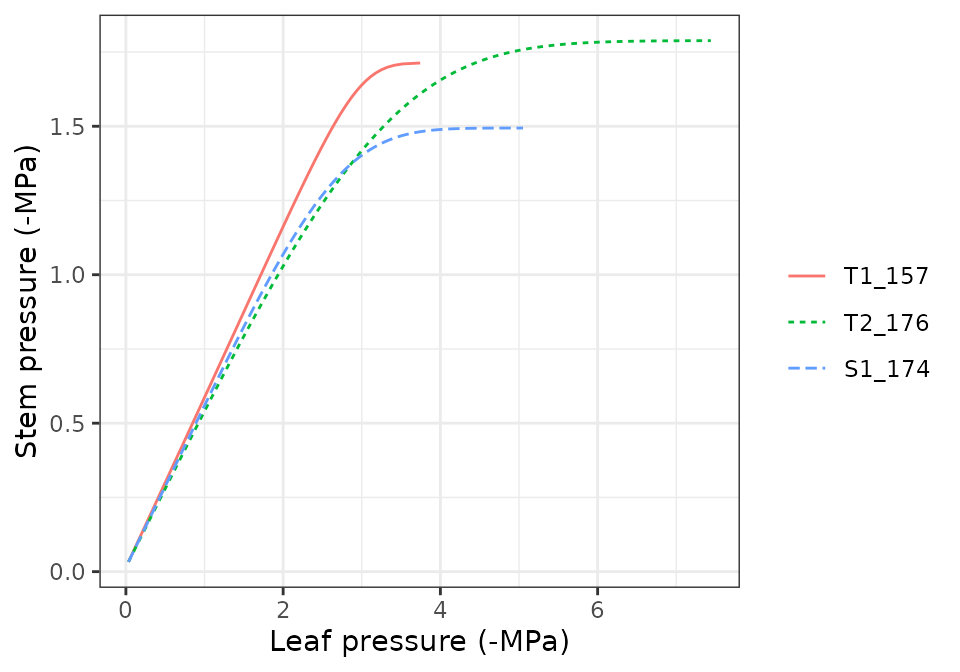 Stem pressure (-MPa)
1.5
1.0
0.5
0.0
0 2 4 6
Leaf pressure (-MPa)
T1_157
T2_176
S1_174